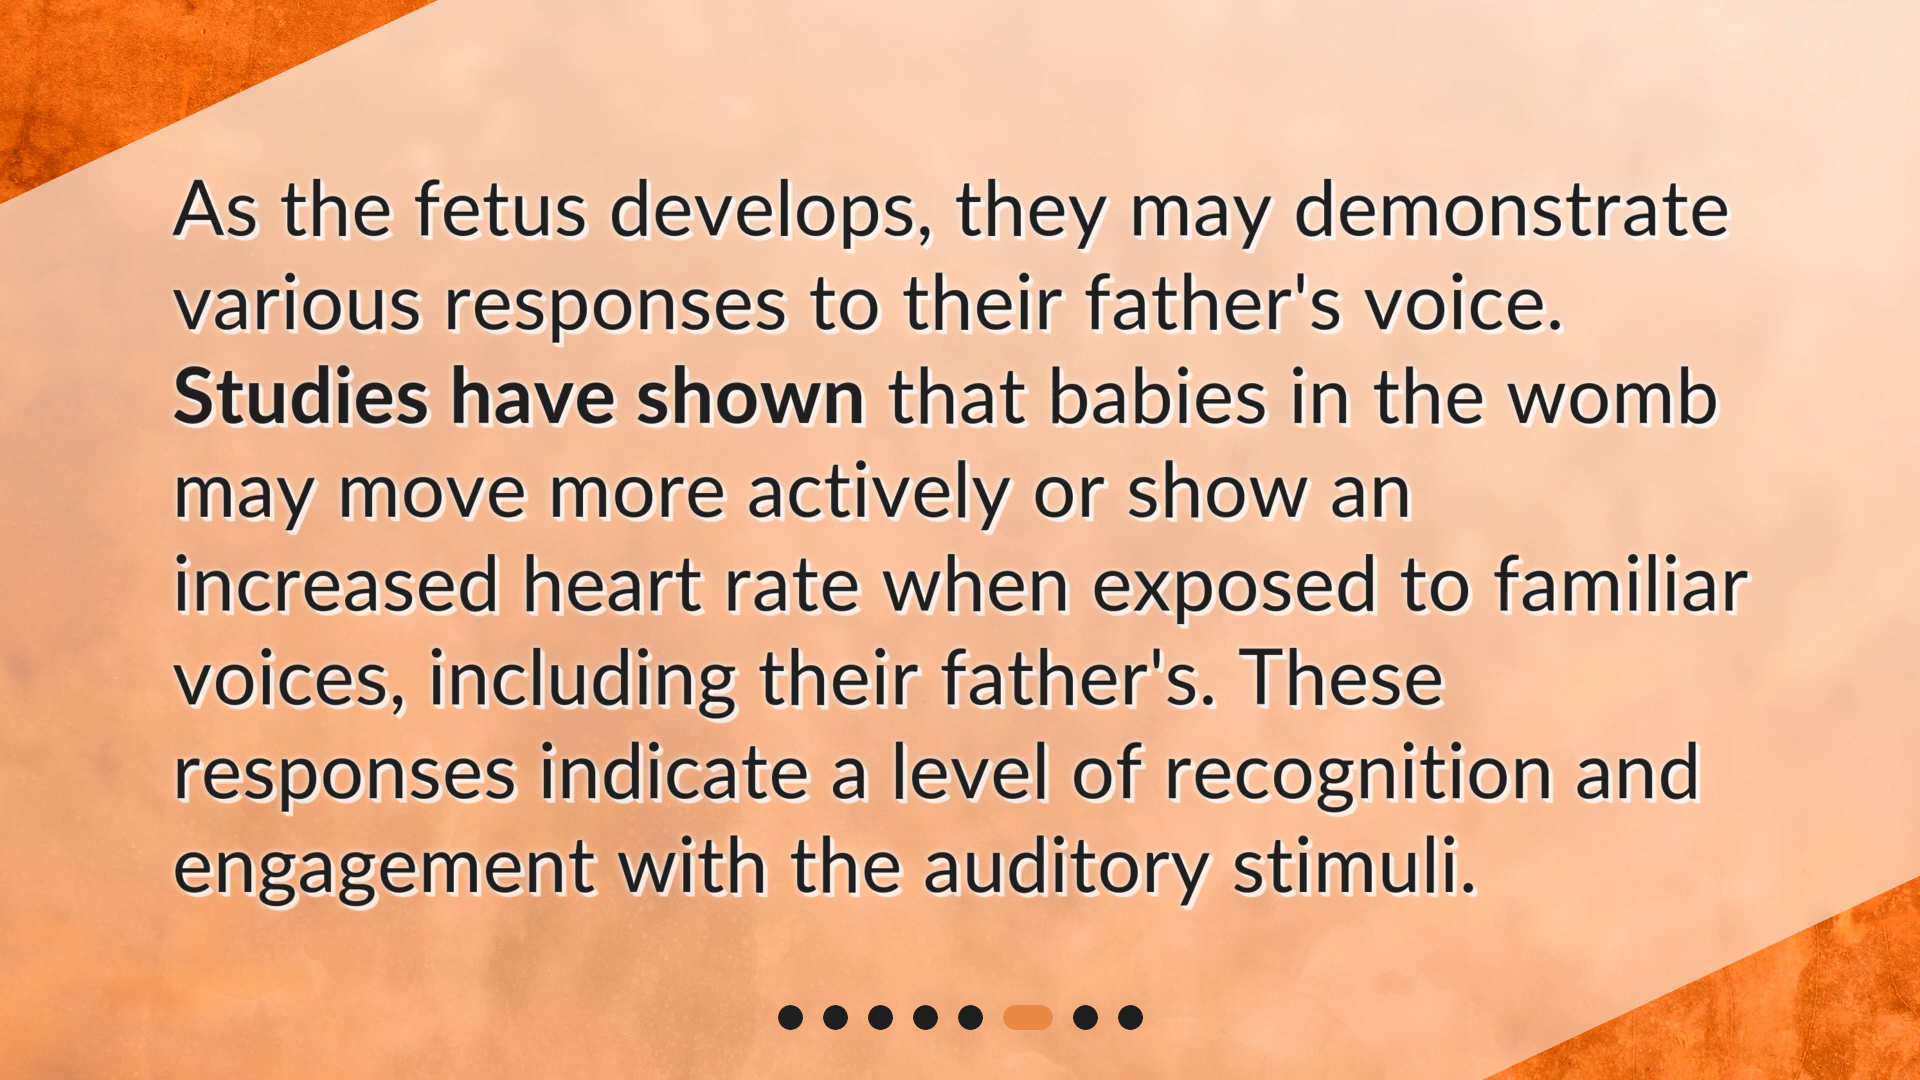 As the fetus develops, they may demonstrate
various responses to their father's voice.
Studies have shown that babies in the womb
may move more actively or show an
increased heart rate when exposed to familiar
voices, including their father's. These
responses indicate a level of recognition and
engagement with the auditory stimuli.